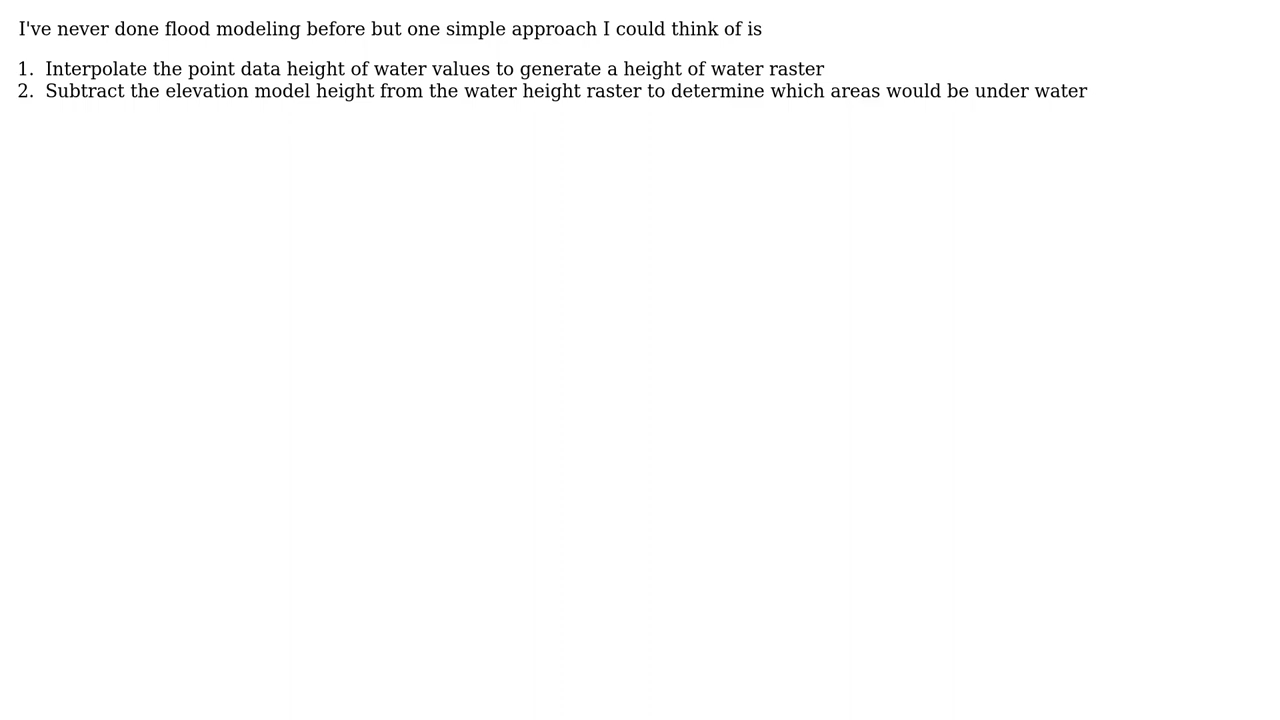 I've never done flood modeling before but one simple approach I could think of is
1. Interpolate the point data height of water values to generate a height of water raster
2. Subtract the elevation model height from the water height raster to determine which areas would be under water